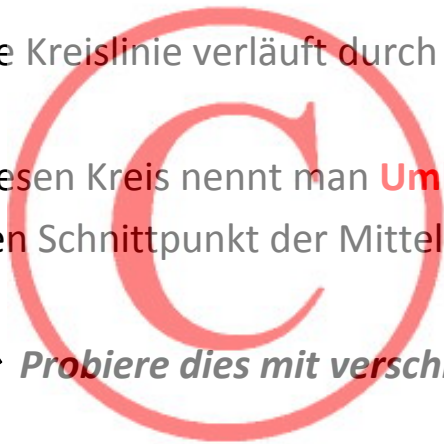 e Kreislinie verläuft durch
esen Kreis nennt man Um
en Schnittpunkt der Mittel
Probiere dies mit versch
©